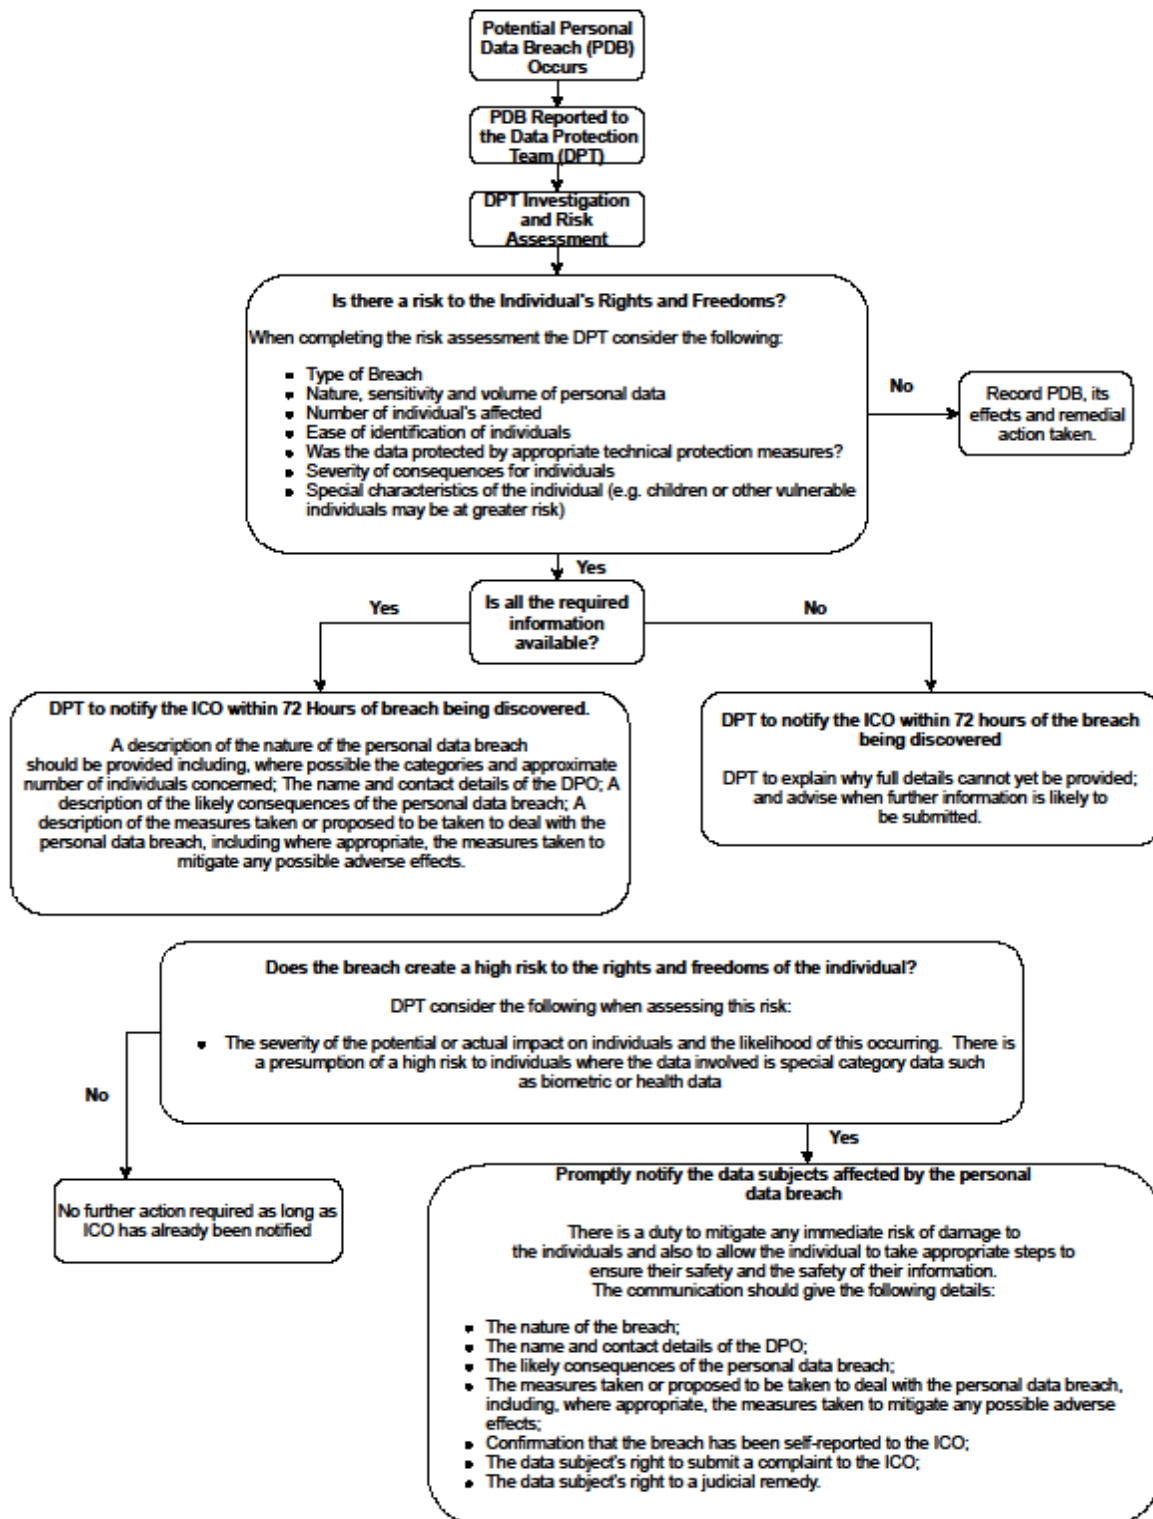 Potential Personal
Data Breach (PDB)
Occurs
PDB Reported to
the Data Protection
Team (DPT)
DPT Investigation
and Risk
Assessment
Is there a risk to the Individual's Rights and Freedoms?
When completing the risk assessment the DPT consider the following:
Type of Breach
Nature, sensitivity and volume of personal data
Number of individual's affected
Ease of identification of individuals
Was the data protected by appropriate technical protection measures?
Severity of consequences for individuals
Special characteristics of the individual (e.g. children or other vulnerable
individuals may be at greater risk)
No
Record PDB, its
effects and remedial
action taken.
Yes
Is all the required
information
available?
Yes
No
DPT to notify the ICO within 72 Hours of breach being discovered.
A description of the nature of the personal data breach
should be provided including, where possible the categories and approximate
number of individuals concerned; The name and contact details of the DPO; A
description of the likely consequences of the personal data breach; A
description of the measures taken or proposed to be taken to deal with the
personal data breach, including where appropriate, the measures taken to
mitigate any possible adverse effects.
DPT to notify the ICO within 72 hours of the breach
being discovered
DPT to explain why full details cannot yet be provided;
and advise when further information is likely to
be submitted.
Does the breach create a high risk to the rights and freedoms of the individual?
DPT consider the following when assessing this risk:
The severity of the potential or actual impact on individuals and the likelihood of this occurring. There is
a presumption of a high risk to individuals where the data involved is special category data such
as biometric or health data
No
Yes
No further action required as long as
ICO has already been notified
Promptly notify the data subjects affected by the personal
data breach
There is a duty to mitigate any immediate risk of damage to
the individuals and also to allow the individual to take appropriate steps to
ensure their safety and the safety of their information.
The communication should give the following details:
The nature of the breach;
The name and contact details of the DPO;
The likely consequences of the personal data breach;
The measures taken or proposed to be taken to deal with the personal data breach,
including, where appropriate, the measures taken to mitigate any possible adverse
effects;
Confirmation that the breach has been self-reported to the ICO;
The data subject's right to submit a complaint to the ICO;
The data subject's right to a judicial remedy.